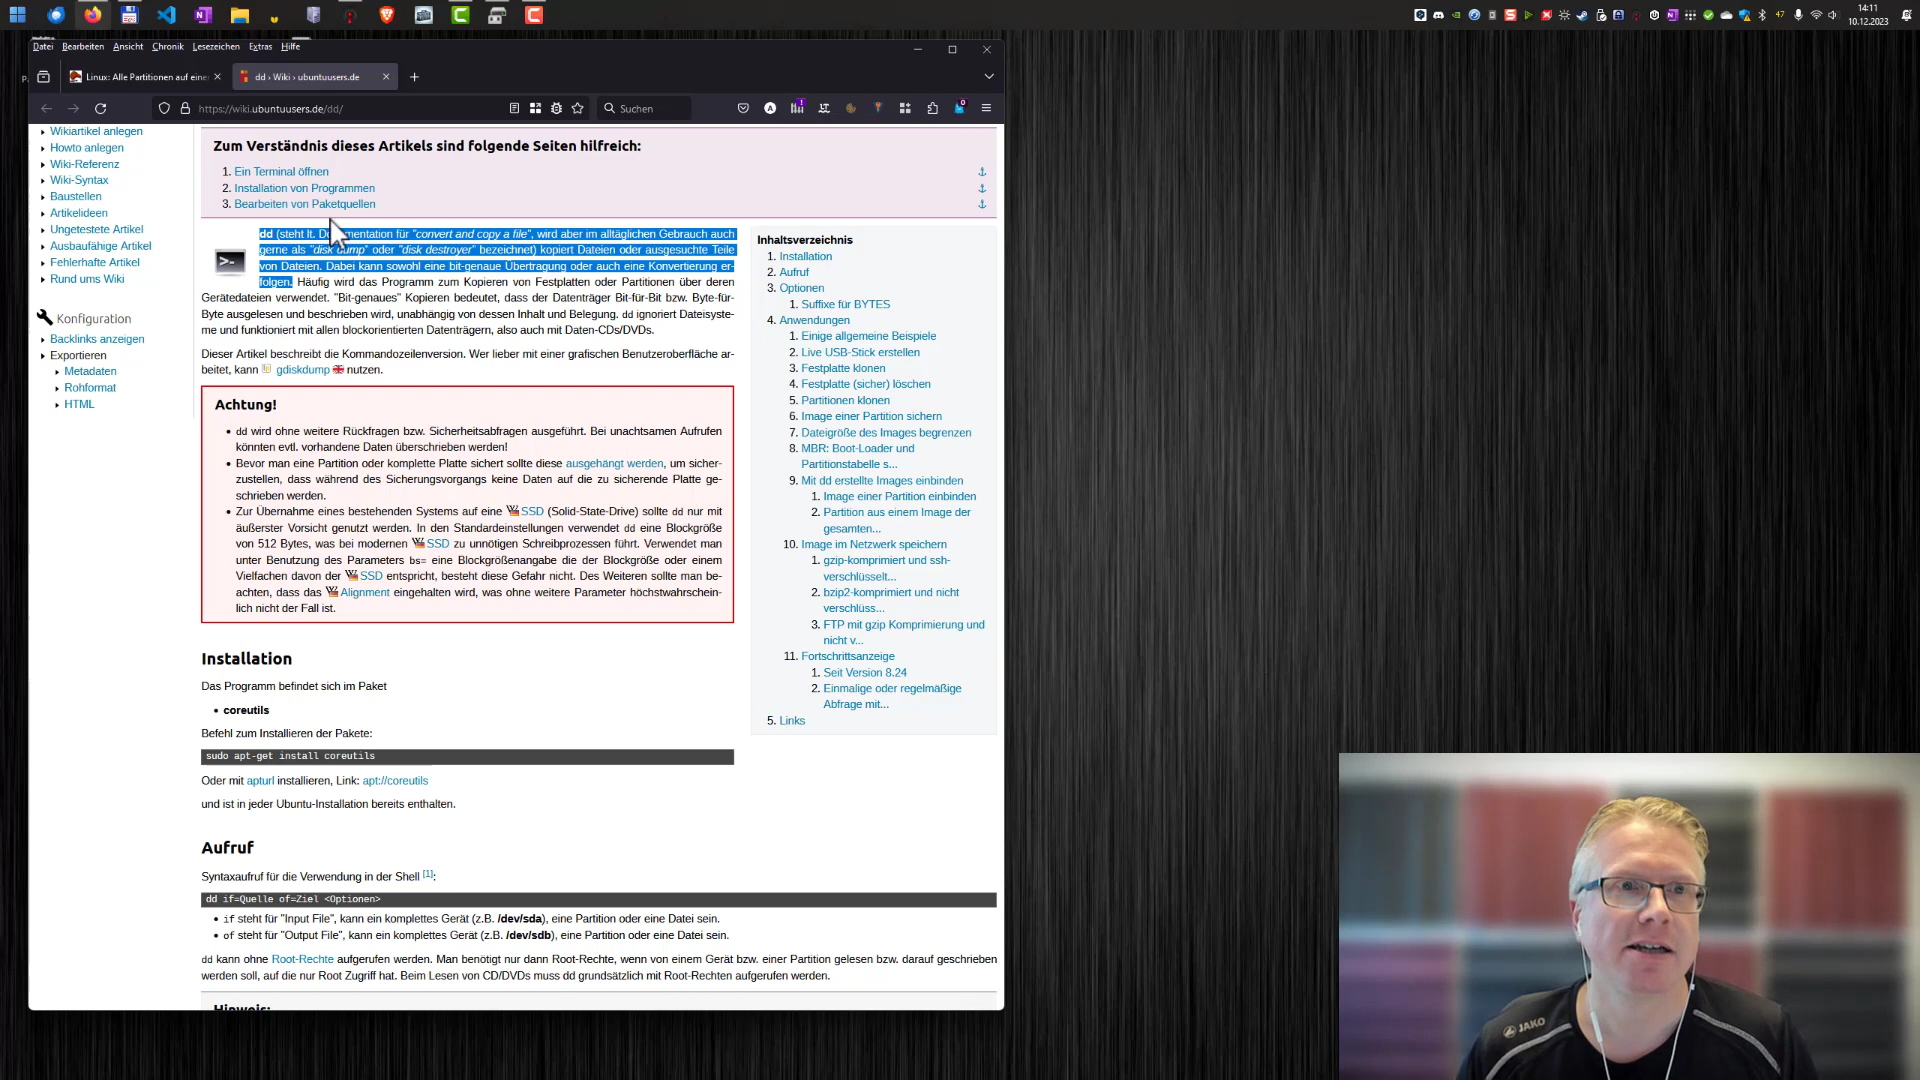 14:11
10.12.2023
47
Datei Bearbeiten Ansicht Chronik Lesezeichen Extras Hilfe
Linux: Alle Partitionen auf einer
dd › Wiki › ubuntuusers.de
https://wiki.ubuntuusers.de/dd/
Suchen
Wikiartikel anlegen
Howto anlegen
Wiki-Referenz
Wiki-Syntax
Baustellen
Artikelideen
Ungetestete Artikel
Ausbaufähige Artikel
Fehlerhafte Artikel
Rund ums Wiki
Konfiguration
Backlinks anzeigen
Exportieren
Metadaten
Rohformat
HTML
Zum Verständnis dieses Artikels sind folgende Seiten hilfreich:
1. Ein Terminal öffnen
2. Installation von Programmen
3. Bearbeiten von Paketquellen
dd (steht lt. Dokumentation für "convert and copy a file", wird aber im alltäglichen Gebrauch auch
gerne als "disk dump" oder "disk destroyer" bezeichnet) kopiert Dateien oder ausgesuchte Teile
von Dateien. Dabei kann sowohl eine bit-genaue Übertragung oder auch eine Konvertierung er-
folgen. Häufig wird das Programm zum Kopieren von Festplatten oder Partitionen über deren
Gerätedateien verwendet. "Bit-genaues" Kopieren bedeutet, dass der Datenträger Bit-für-Bit bzw. Byte-für-
Byte ausgelesen und beschrieben wird, unabhängig von dessen Inhalt und Belegung. dd ignoriert Dateisyste-
me und funktioniert mit allen blockorientierten Datenträgern, also auch mit Daten-CDs/DVDs.
Dieser Artikel beschreibt die Kommandozeilenversion. Wer lieber mit einer grafischen Benutzeroberfläche ar-
beitet, kann gdiskdump nutzen.
Achtung!
dd wird ohne weitere Rückfragen bzw. Sicherheitsabfragen ausgeführt. Bei unachtsamen Aufrufen
könnten evtl. vorhandene Daten überschrieben werden!
Bevor man eine Partition oder komplette Platte sichert sollte diese ausgehängt werden, um sicher-
zustellen, dass während des Sicherungsvorgangs keine Daten auf die zu sicherende Platte ge-
schrieben werden.
Zur Übernahme eines bestehenden Systems auf eine SSD (Solid-State-Drive) sollte dd nur mit
äußerster Vorsicht genutzt werden. In den Standardeinstellungen verwendet dd eine Blockgröße
von 512 Bytes, was bei modernen SSD zu unnötigen Schreibprozessen führt. Verwendet man
unter Benutzung des Parameters bs= eine Blockgrößenangabe die der Blockgröße oder einem
Vielfachen davon der SSD entspricht, besteht diese Gefahr nicht. Des Weiteren sollte man be-
achten, dass das Alignment eingehalten wird, was ohne weitere Parameter höchstwahrschein-
lich nicht der Fall ist.
Installation
Das Programm befindet sich im Paket
coreutils
Befehl zum Installieren der Pakete:
sudo apt-get install coreutils
Oder mit apturl installieren, Link: apt://coreutils
und ist in jeder Ubuntu-Installation bereits enthalten.
Aufruf
Syntaxaufruf für die Verwendung in der Shell [1]:
dd if=Quelle of=Ziel <Optionen>
if steht für "Input File", kann ein komplettes Gerät (z.B. /dev/sda), eine Partition oder eine Datei sein.
of steht für "Output File", kann ein komplettes Gerät (z.B. /dev/sdb), eine Partition oder eine Datei sein.
dd kann ohne Root-Rechte aufgerufen werden. Man benötigt nur dann Root-Rechte, wenn von einem Gerät bzw. einer Partition gelesen bzw. darauf geschrieben
werden soll, auf die nur Root Zugriff hat. Beim Lesen von CD/DVDs muss dd grundsätzlich mit Root-Rechten aufgerufen werden.
Hinweis:
Inhaltsverzeichnis
1. Installation
2. Aufruf
3. Optionen
1. Suffixe für BYTES
4. Anwendungen
1. Einige allgemeine Beispiele
2. Live USB-Stick erstellen
3. Festplatte klonen
4. Festplatte (sicher) löschen
5. Partitionen klonen
6. Image einer Partition sichern
7. Dateigröße des Images begrenzen
8. MBR: Boot-Loader und
Partitionstabelle s...
9. Mit dd erstellte Images einbinden
1. Image einer Partition einbinden
2. Partition aus einem Image der
gesamten...
10. Image im Netzwerk speichern
1. gzip-komprimiert und ssh-
verschlüsselt...
2. bzip2-komprimiert und nicht
verschlüss...
3. FTP mit gzip Komprimierung und
nicht v...
11. Fortschrittsanzeige
1. Seit Version 8.24
2. Einmalige oder regelmäßige
Abfrage mit...
5. Links
JAKO